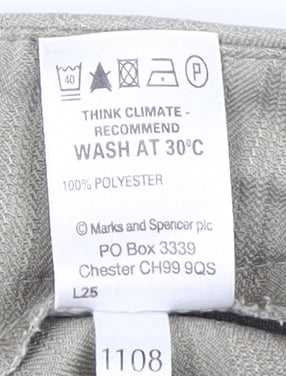 40 P
THINK CLIMATE -
RECOMMEND
WASH AT 30°C
100% POLYESTER
© Marks and Spencer plc
PO Box 3339
Chester CH99 9QS
L25
1108